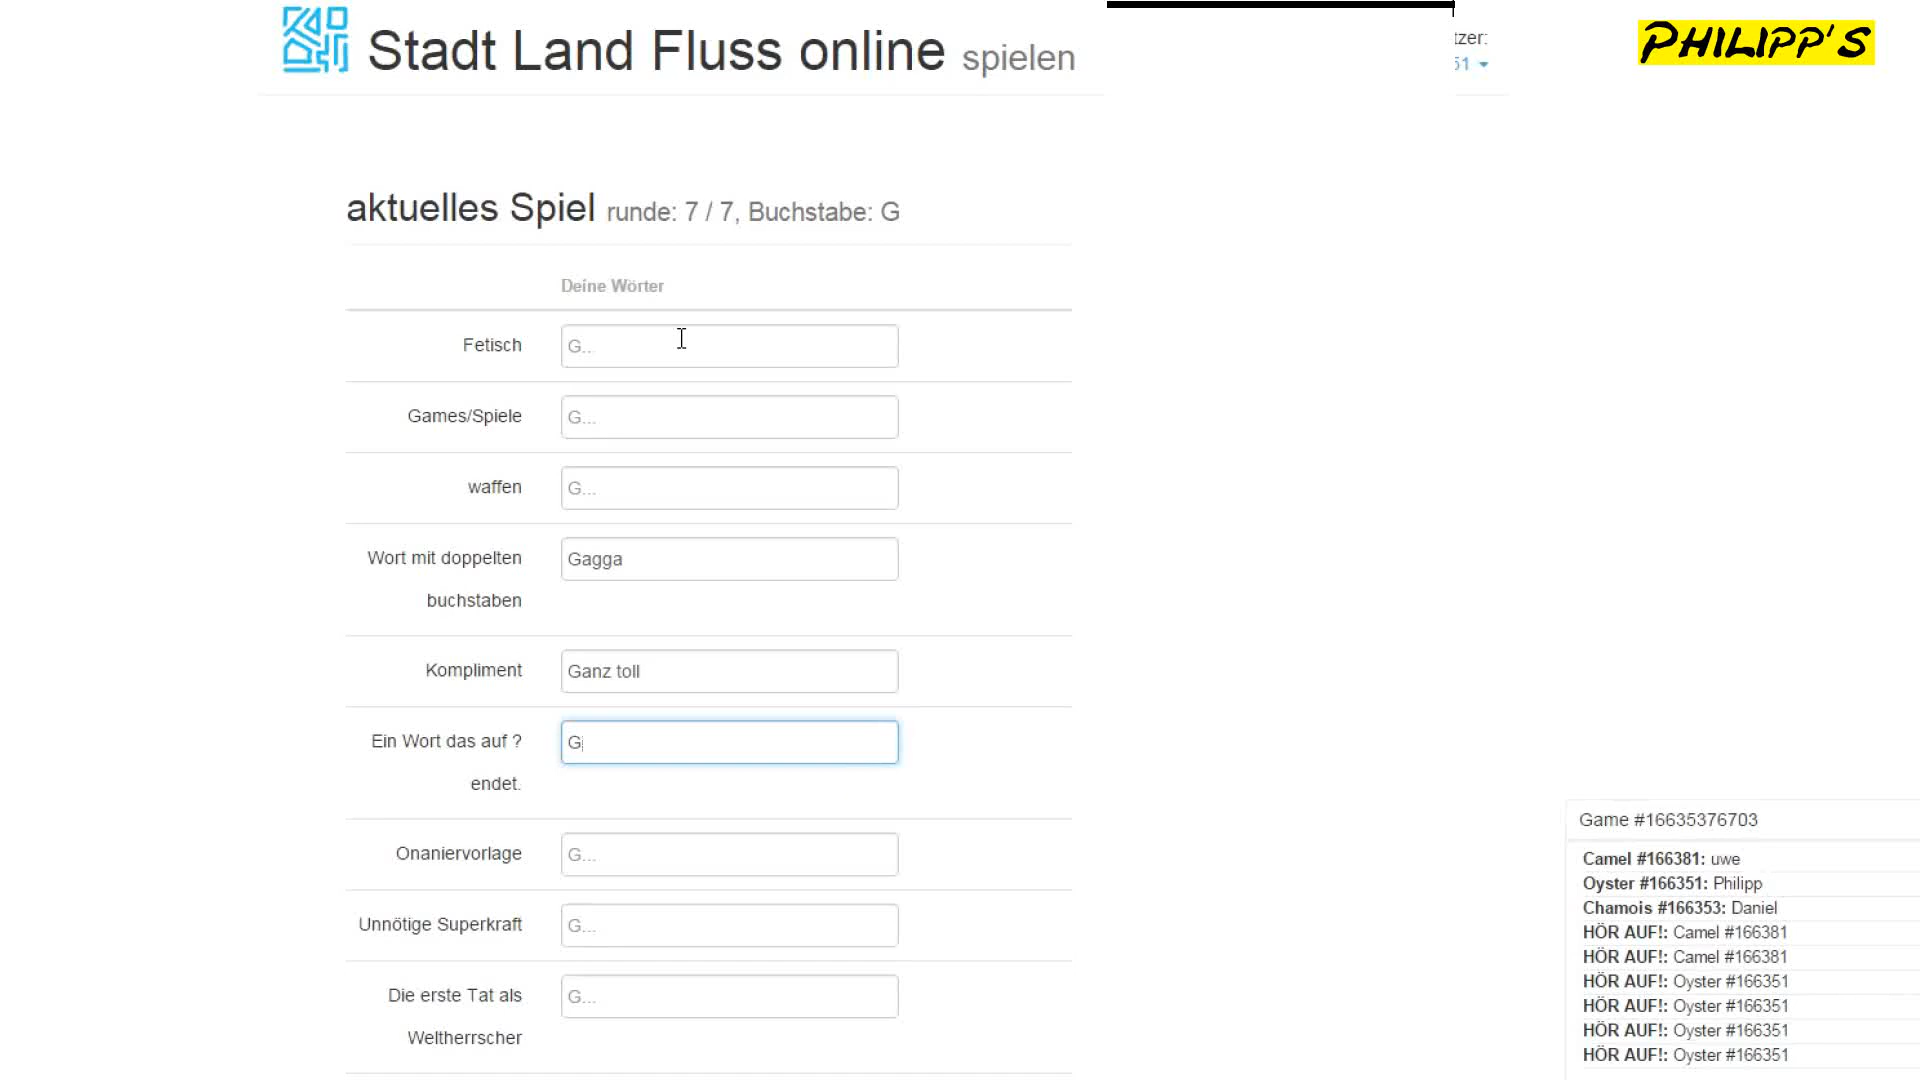 Stadt Land Fluss online spielen
tzer:
51
PHILIPP'S
aktuelles Spiel runde: 7 / 7, Buchstabe: G
Deine Wörter
Fetisch G...
Games/Spiele G...
waffen G...
Wort mit doppelten buchstaben Gagga
Kompliment Ganz toll
Ein Wort das auf ? endet. G
Onaniervorlage G...
Unnötige Superkraft G...
Die erste Tat als Weltherrscher G...
Game #16635376703
Camel #166381: uwe
Oyster #166351: Philipp
Chamois #166353: Daniel
HÖR AUF!: Camel #166381
HÖR AUF!: Camel #166381
HÖR AUF!: Oyster #166351
HÖR AUF!: Oyster #166351
HÖR AUF!: Oyster #166351
HÖR AUF!: Oyster #166351